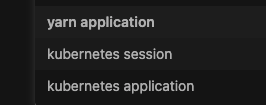 yarn application
kubernetes session
kubernetes application